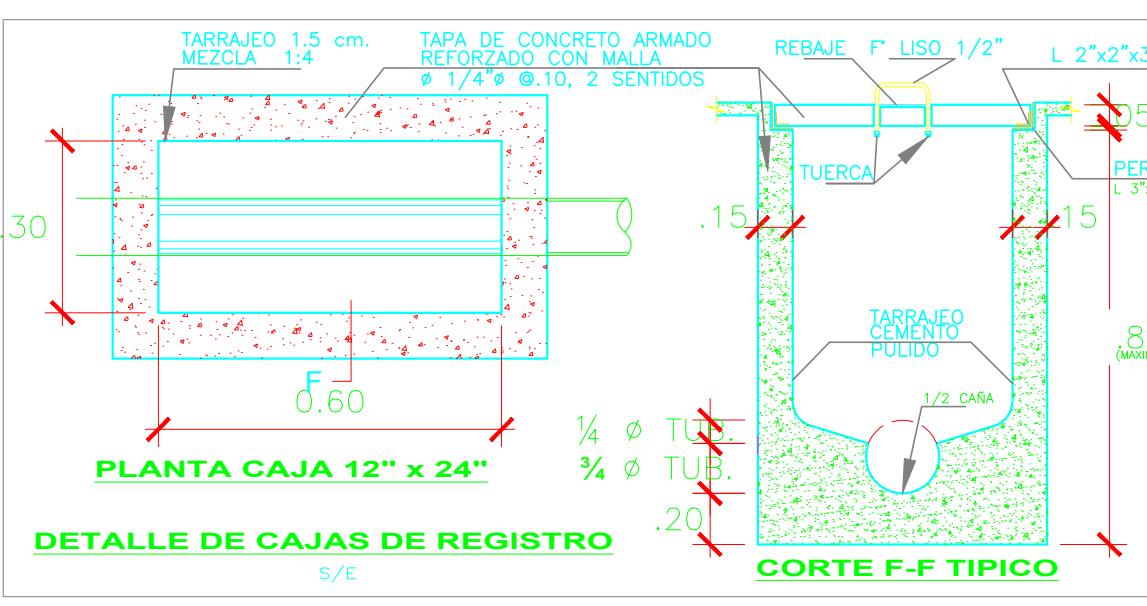 TARRAJEO 1.5 cm.
MEZCLA 1:4
TAPA DE CONCRETO ARMADO
REFORZADO CON MALLA
ø 1/4"ø @.10, 2 SENTIDOS
.30
F
0.60
PLANTA CAJA 12" x 24"
DETALLE DE CAJAS DE REGISTRO
S/E
REBAJE
F° LISO 1/2"
L 2"x2"x3
.05
TUERCA
PER
L 3"
.15
.15
TARRAJEO
CEMENTO
PULIDO
.8
(MAXI
1/2 CAÑA
¼ ø TUB.
¾ ø TUB.
.20
CORTE F-F TIPICO